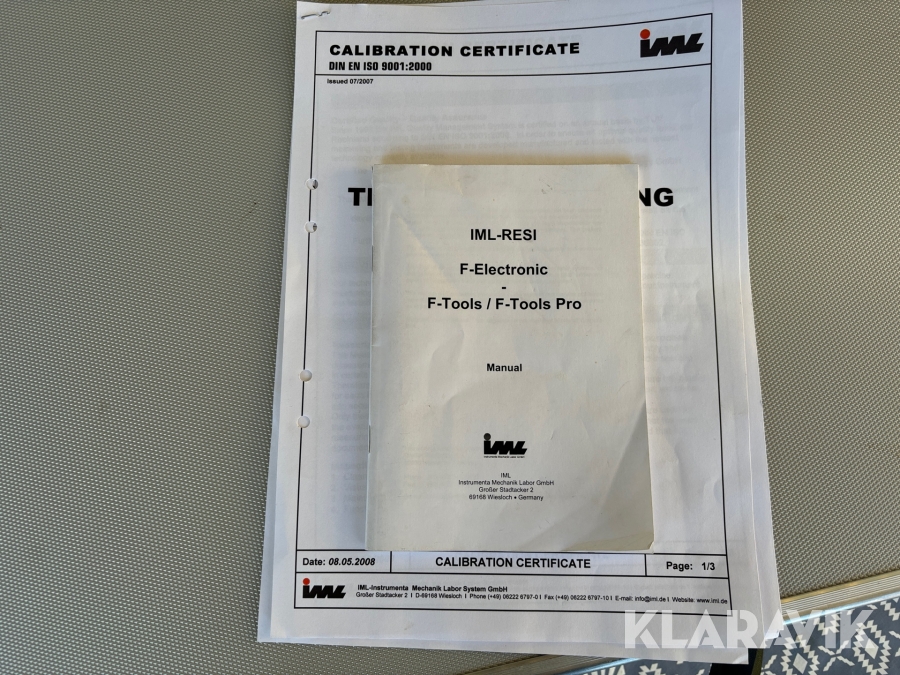 CALIBRATION CERTIFICATE
DIN EN ISO 9001:2000
iML
Issued 07/2007
NG
IML-RESI
F-Electronic
-
F-Tools / F-Tools Pro
Manual
iML
IML
Instrumenta Mechanik Labor GmbH
Großer Stadtacker 2
69168 Wiesloch • Germany
Date: 08.05.2008
CALIBRATION CERTIFICATE
Page: 1/3
iML
IML-Instrumenta Mechanik Labor System GmbH
Großer Stadtacker 2 I D-69168 Wiesloch I Phone (+49) 06222 6797-0 I Fax (+49) 06222 6797-10 I E-mail: info@iml.de I Website: www.iml.de
KLARAVIK